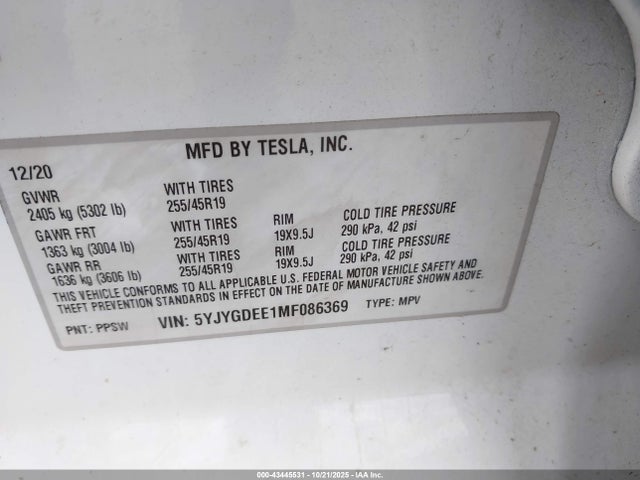 MFD BY TESLA, INC.
12/20
GVWR WITH TIRES
2405 kg (5302 lb) 255/45R19
GAWR FRT WITH TIRES RIM COLD TIRE PRESSURE
1363 kg (3004 lb) 255/45R19 19X9.5J 290 kPa, 42 psi
GAWR RR WITH TIRES RIM COLD TIRE PRESSURE
1636 kg (3606 lb) 255/45R19 19X9.5J 290 kPa, 42 psi
THIS VEHICLE CONFORMS TO ALL APPLICABLE U.S. FEDERAL MOTOR VEHICLE SAFETY AND
THEFT PREVENTION STANDARDS IN EFFECT ON THE DATE OF MANUFACTURE SHOWN ABOVE.
PNT: PPSW VIN: 5YJYGDEE1MF086369 TYPE: MPV
000-43445531 - 10/21/2025 - IAA Inc.